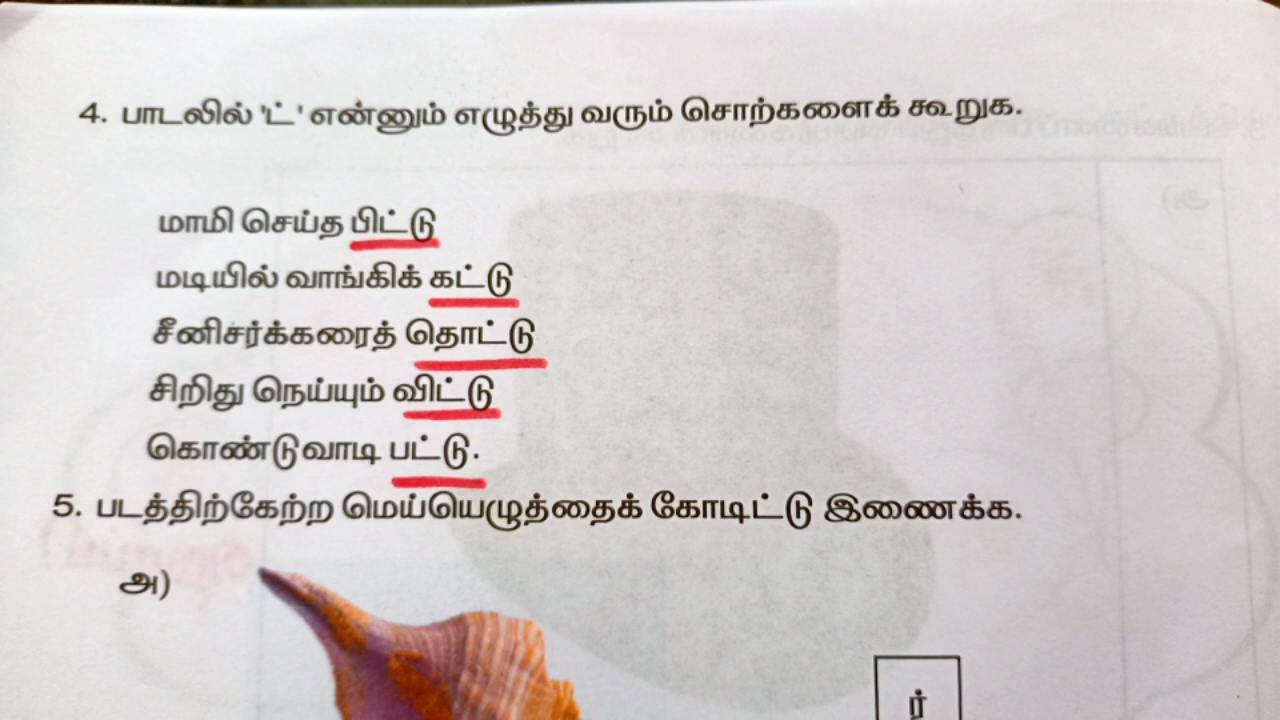 4. பாடலில் 'ட்' என்னும் எழுத்து வரும் சொற்களைக் கூறுக.
மாமி செய்த பிட்டு
மடியில் வாங்கிக் கட்டு
சீனிசர்க்கரைத் தொட்டு
சிறிது நெய்யும் விட்டு
கொண்டுவாடி பட்டு.
5. படத்திற்கேற்ற மெய்யெழுத்தைக் கோடிட்டு இணைக்க.
அ)
ர்